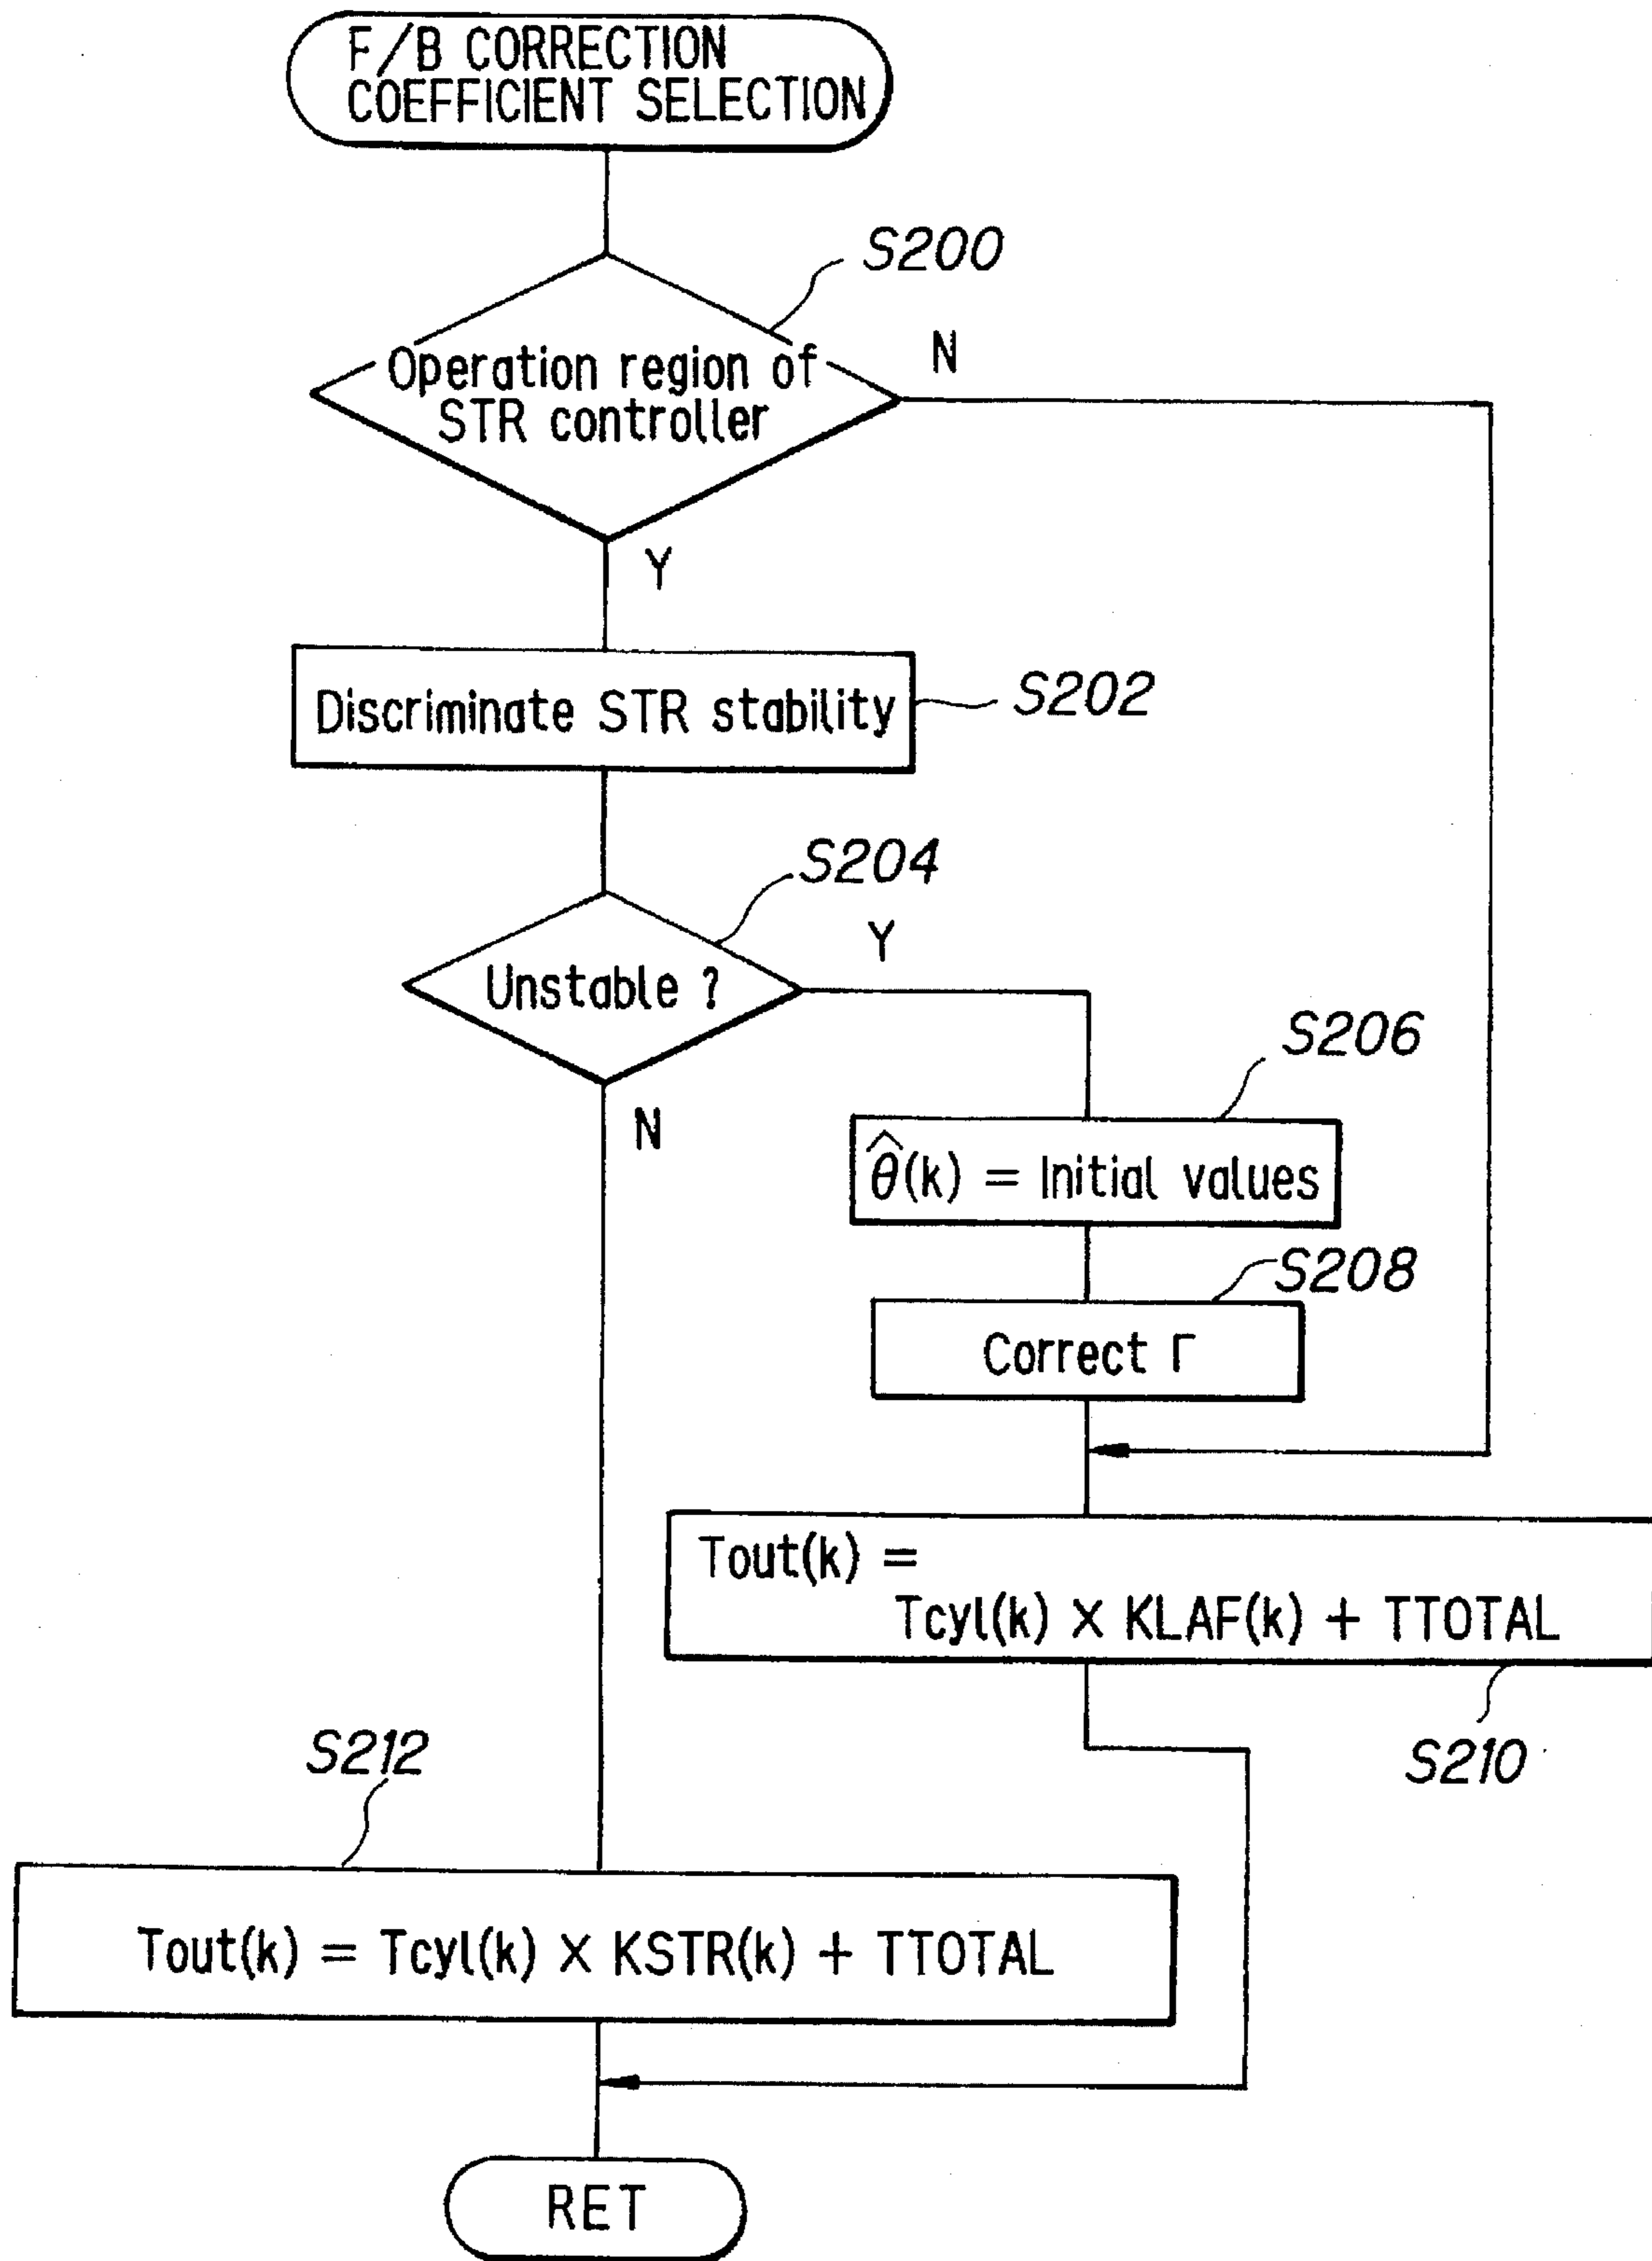 F/B CORRECTION
COEFFICIENT SELECTION
S200
Operation region of
STR controller
N
Y
Discriminate STR stability
S202
S204
Unstable ?
Y
N
S206
θ̂(k) = Initial values
S208
Correct Γ
Tout(k) =
Tcyl(k) × KLAF(k) + TTOTAL
S210
S212
Tout(k) = Tcyl(k) × KSTR(k) + TTOTAL
RET